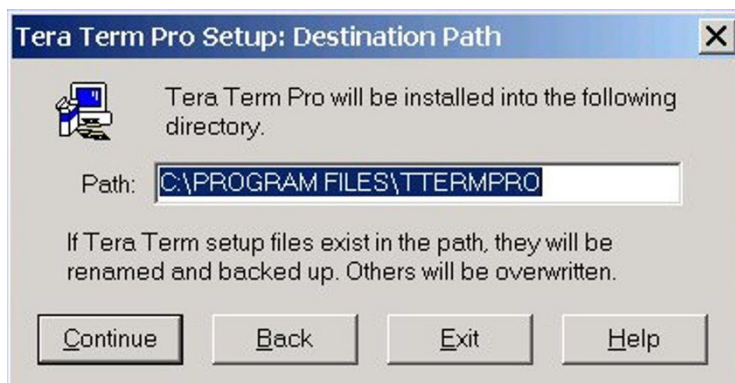 Tera Term Pro Setup: Destination Path
Tera Term Pro will be installed into the following
directory.
Path: C:\PROGRAM FILES\TTERMPRO
If Tera Term setup files exist in the path, they will be
renamed and backed up. Others will be overwritten.
Continue Back Exit Help